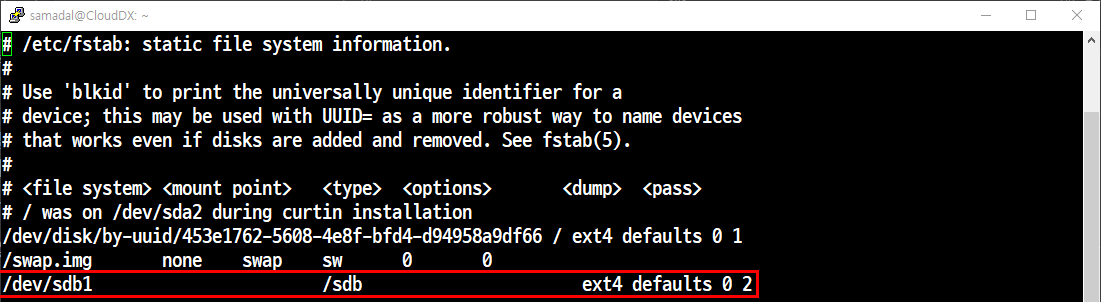 samadal@CloudDX: ~
# /etc/fstab: static file system information.
#
# Use 'blkid' to print the universally unique identifier for a
# device; this may be used with UUID= as a more robust way to name devices
# that works even if disks are added and removed. See fstab(5).
#
# <file system> <mount point>   <type>  <options>       <dump>  <pass>
# / was on /dev/sda2 during curtin installation
/dev/disk/by-uuid/453e1762-5608-4e8f-bfd4-d94958a9df66 / ext4 defaults 0 1
/swap.img       none    swap    sw      0       0
/dev/sdb1                       /sdb                      ext4 defaults 0 2